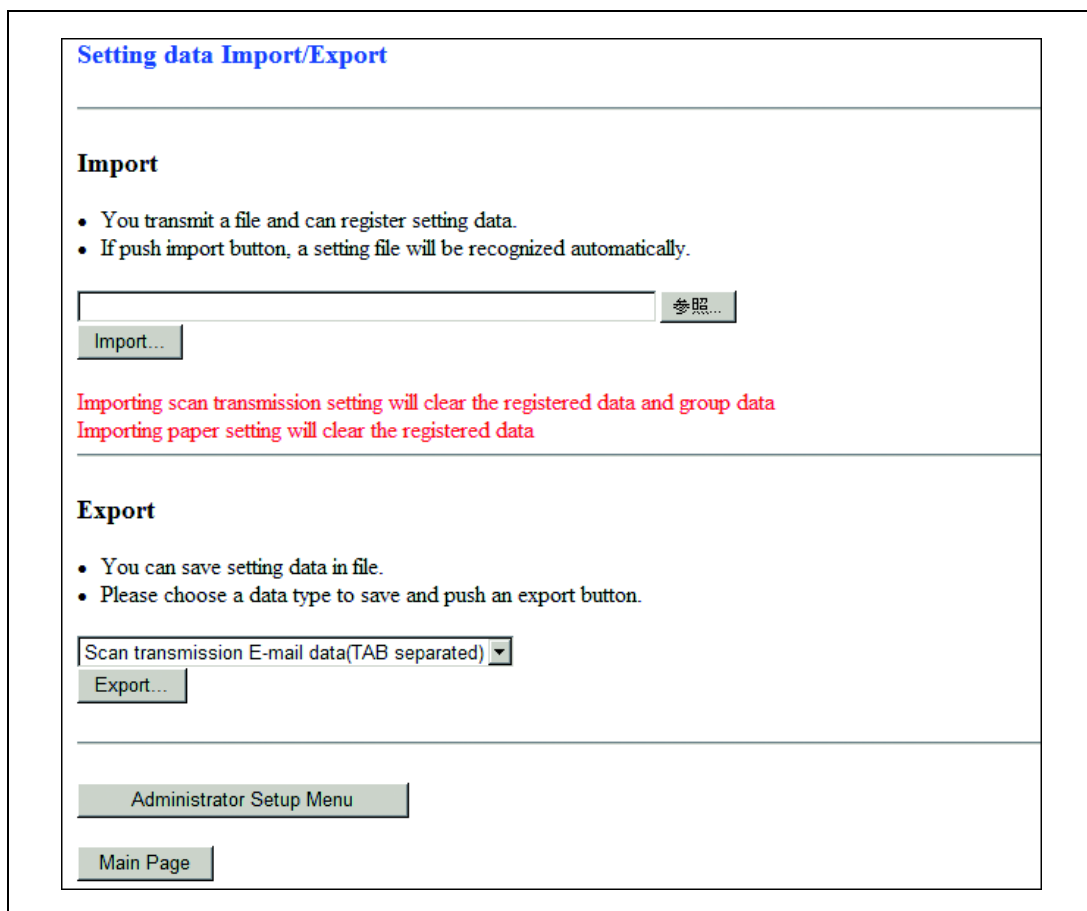 Setting data Import/Export
Import
• You transmit a file and can register setting data.
• If push import button, a setting file will be recognized automatically.
参照...
Import...
Importing scan transmission setting will clear the registered data and group data
Importing paper setting will clear the registered data
Export
• You can save setting data in file.
• Please choose a data type to save and push an export button.
Scan transmission E-mail data(TAB separated)
Export...
Administrator Setup Menu
Main Page